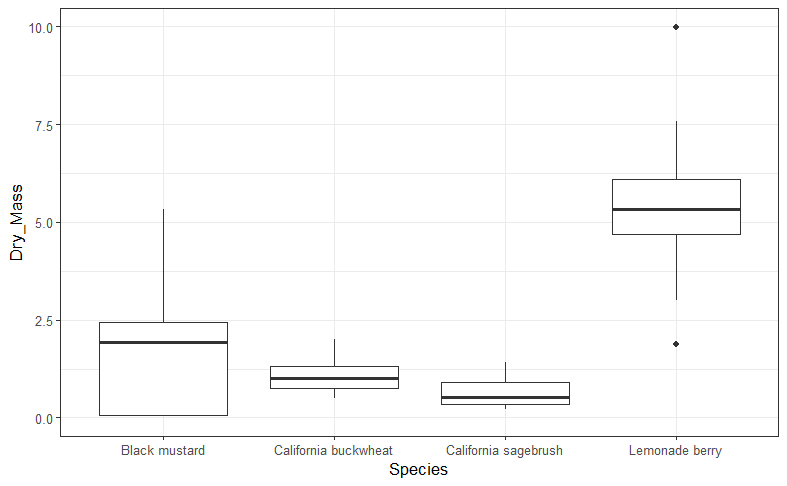 10.0
7.5
5.0
2.5
0.0
Dry_Mass
Black mustard California buckwheat California sagebrush Lemonade berry
Species